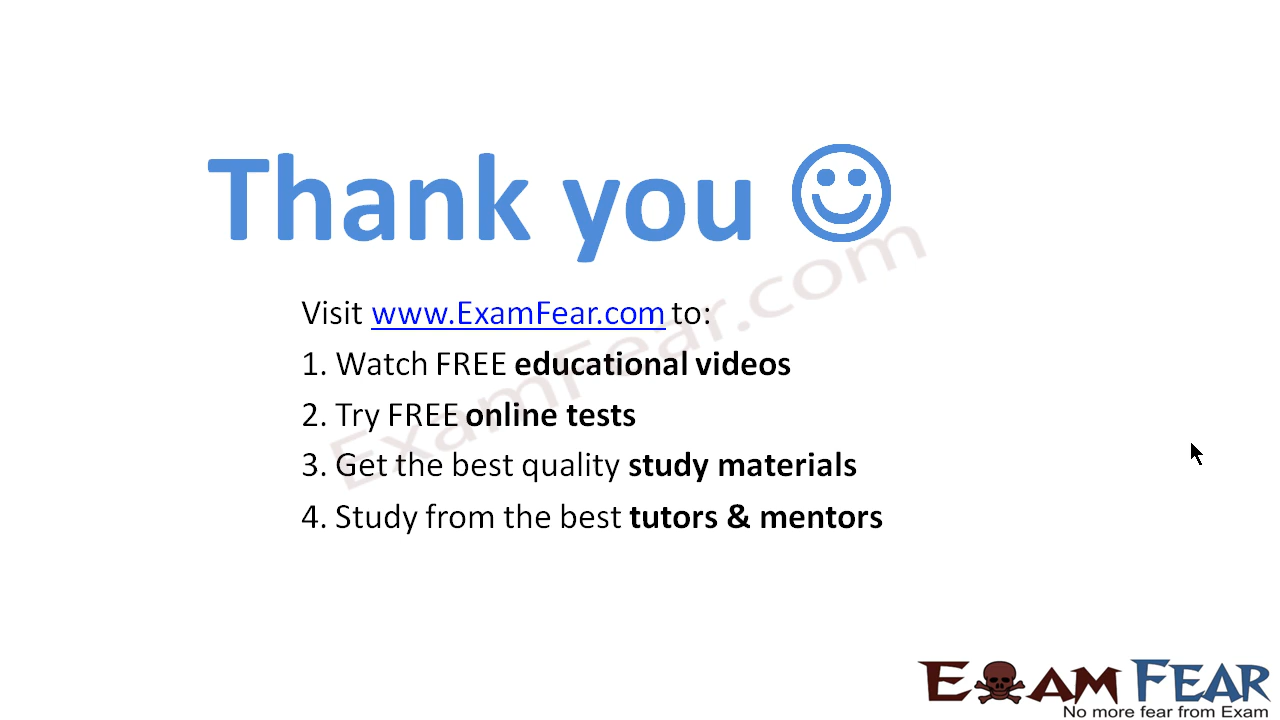 Thank you
Visit www.ExamFear.com to:
1. Watch FREE educational videos
2. Try FREE online tests
3. Get the best quality study materials
4. Study from the best tutors & mentors
ExamFear.com
EXAM FEAR
No more fear from Exam